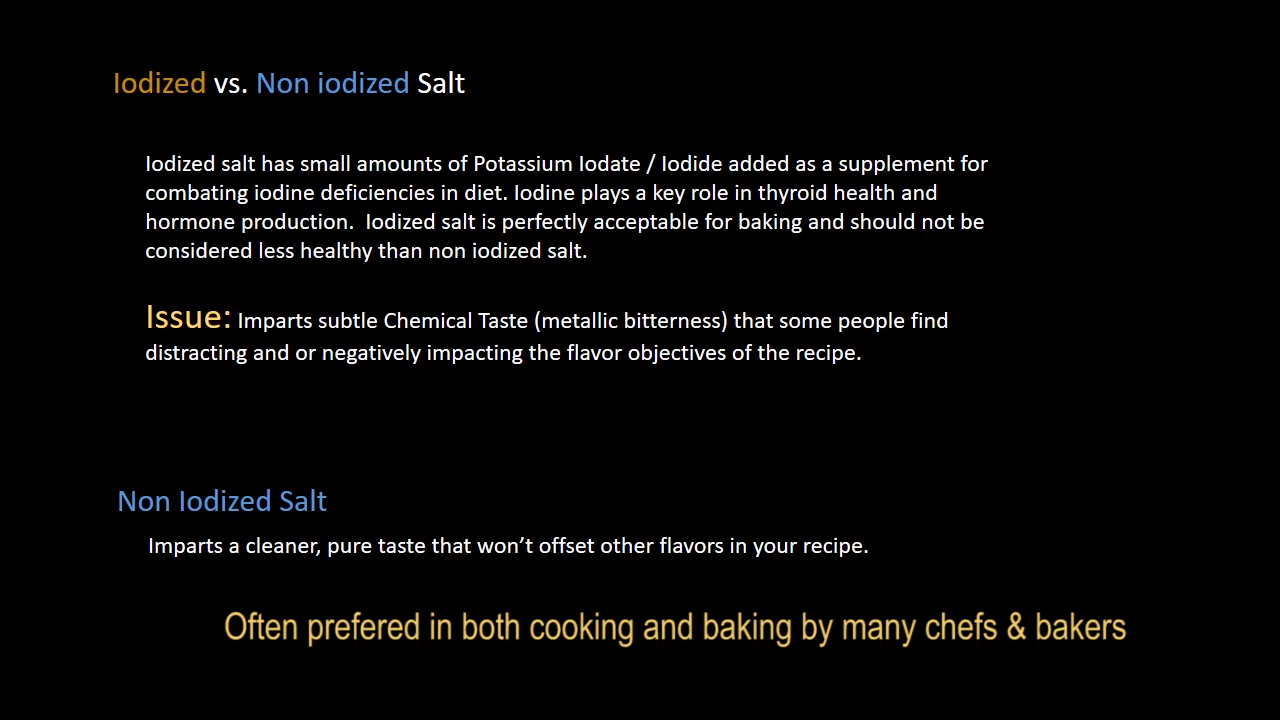 Iodized vs. Non iodized Salt
Iodized salt has small amounts of Potassium Iodate / Iodide added as a supplement for
combating iodine deficiencies in diet. Iodine plays a key role in thyroid health and
hormone production.  Iodized salt is perfectly acceptable for baking and should not be
considered less healthy than non iodized salt.
Issue: Imparts subtle Chemical Taste (metallic bitterness) that some people find
distracting and or negatively impacting the flavor objectives of the recipe.
Non Iodized Salt
Imparts a cleaner, pure taste that won’t offset other flavors in your recipe.
Often prefered in both cooking and baking by many chefs & bakers